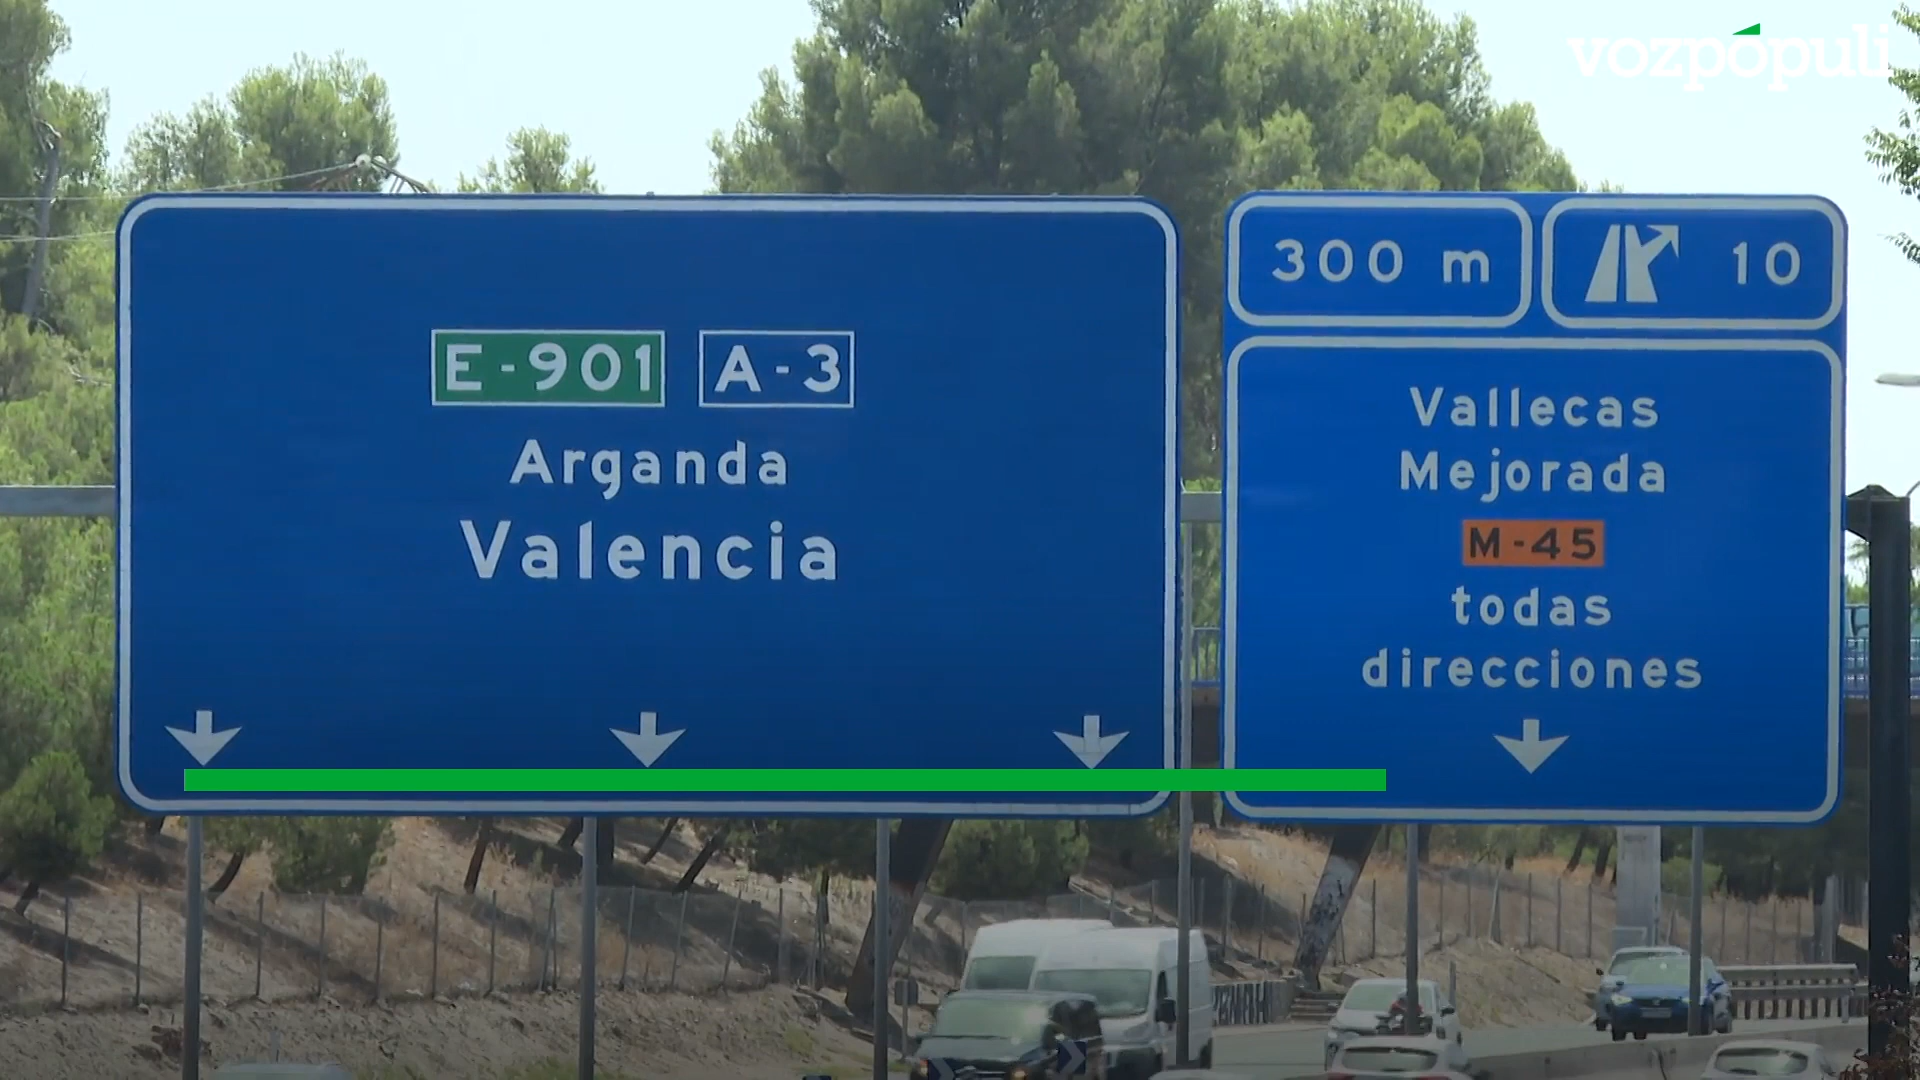 vozpópuli
E-901 A-3
Arganda
Valencia
300 m 10
Vallecas
Mejorada
M-45
todas
direcciones